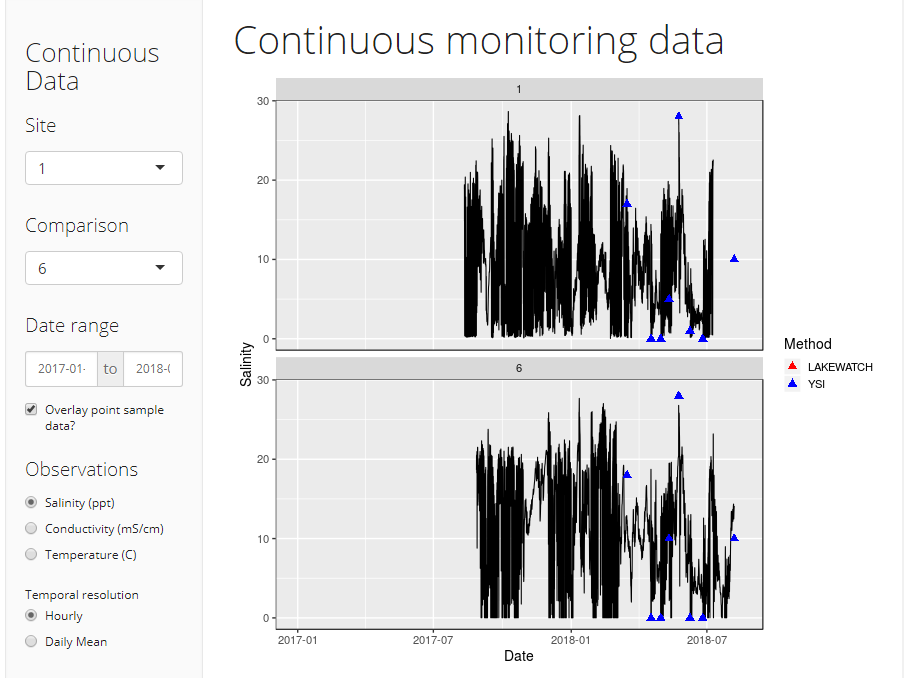 Continuous
Data
Site
1
Comparison
6
Date range
2017-01-
to
2018-0
Overlay point sample
data?
Observations
Salinity (ppt)
Conductivity (mS/cm)
Temperature (C)
Temporal resolution
Hourly
Daily Mean
Continuous monitoring data
1
30
20
10
0
Salinity
6
30
20
10
0
2017-01
2017-07
2018-01
2018-07
Date
Method
LAKEWATCH
YSI